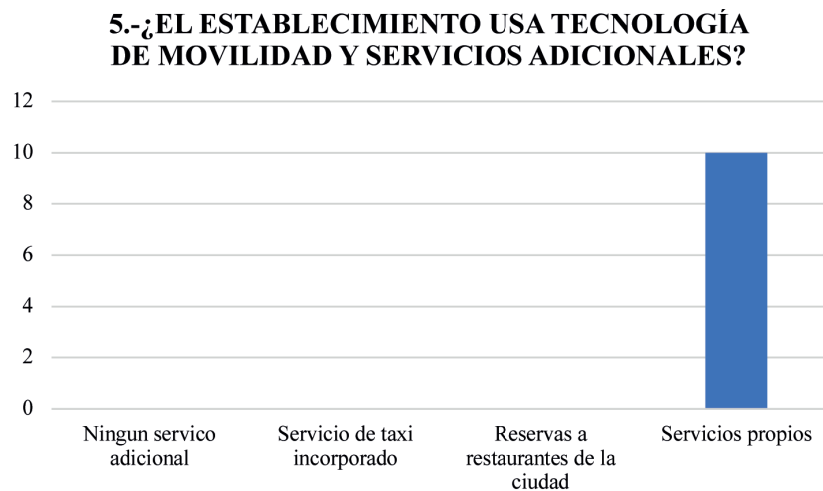 5.-¿EL ESTABLECIMIENTO USA TECNOLOGÍA
DE MOVILIDAD Y SERVICIOS ADICIONALES?
12
10
8
6
4
2
0
Ningun servico
adicional
Servicio de taxi
incorporado
Reservas a
restaurantes de la
ciudad
Servicios propios